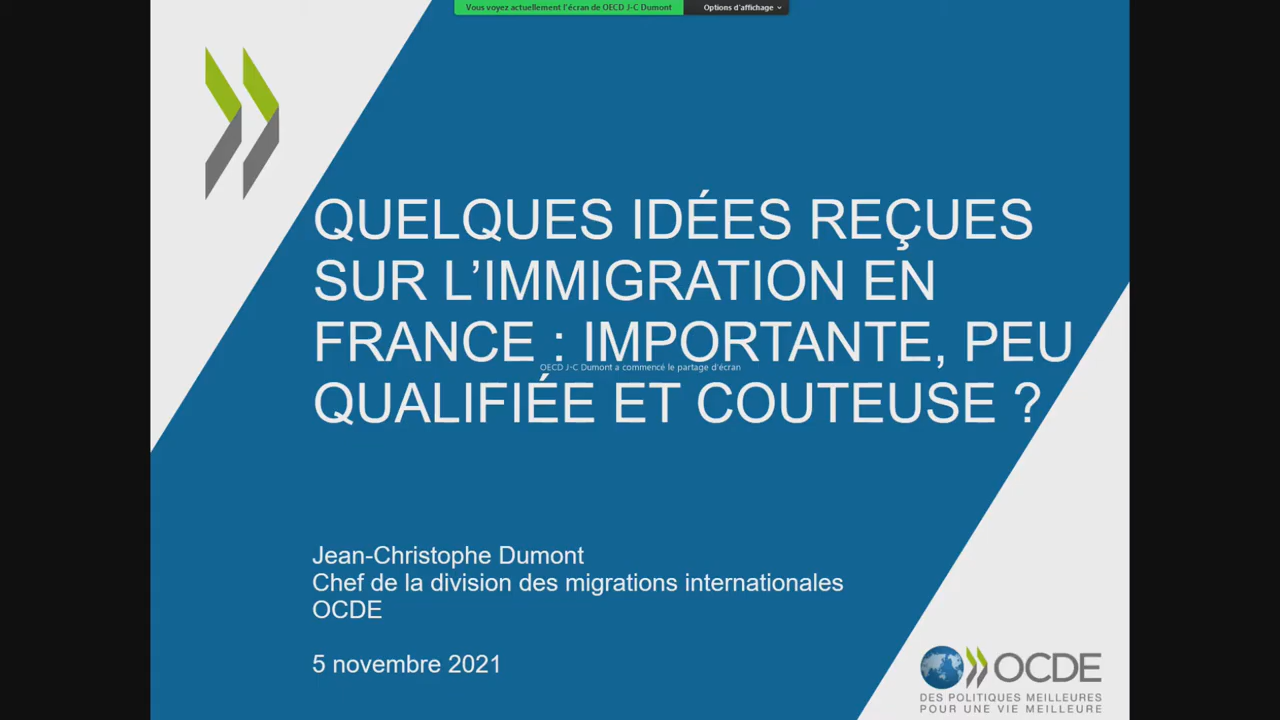 Vous voyez actuellement l'écran de OECD J-C Dumont
Options d'affichage
QUELQUES IDÉES REÇUES
SUR L'IMMIGRATION EN
FRANCE : IMPORTANTE, PEU
OECD J-C Dumont a commencé le partage d'écran
QUALIFIÉE ET COUTEUSE ?
Jean-Christophe Dumont
Chef de la division des migrations internationales
OCDE
5 novembre 2021
OCDE
DES POLITIQUES MEILLEURES
POUR UNE VIE MEILLEURE